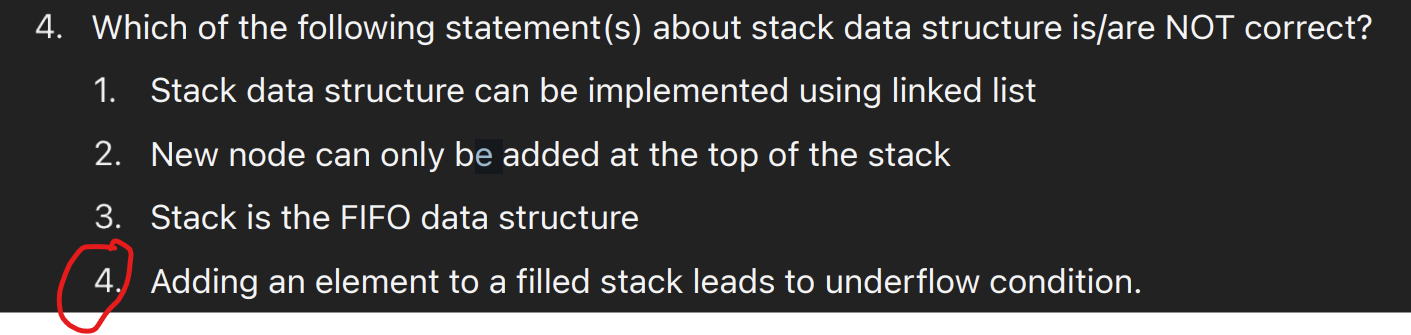 4. Which of the following statement(s) about stack data structure is/are NOT correct?
1. Stack data structure can be implemented using linked list
2. New node can only be added at the top of the stack
3. Stack is the FIFO data structure
4. Adding an element to a filled stack leads to underflow condition.